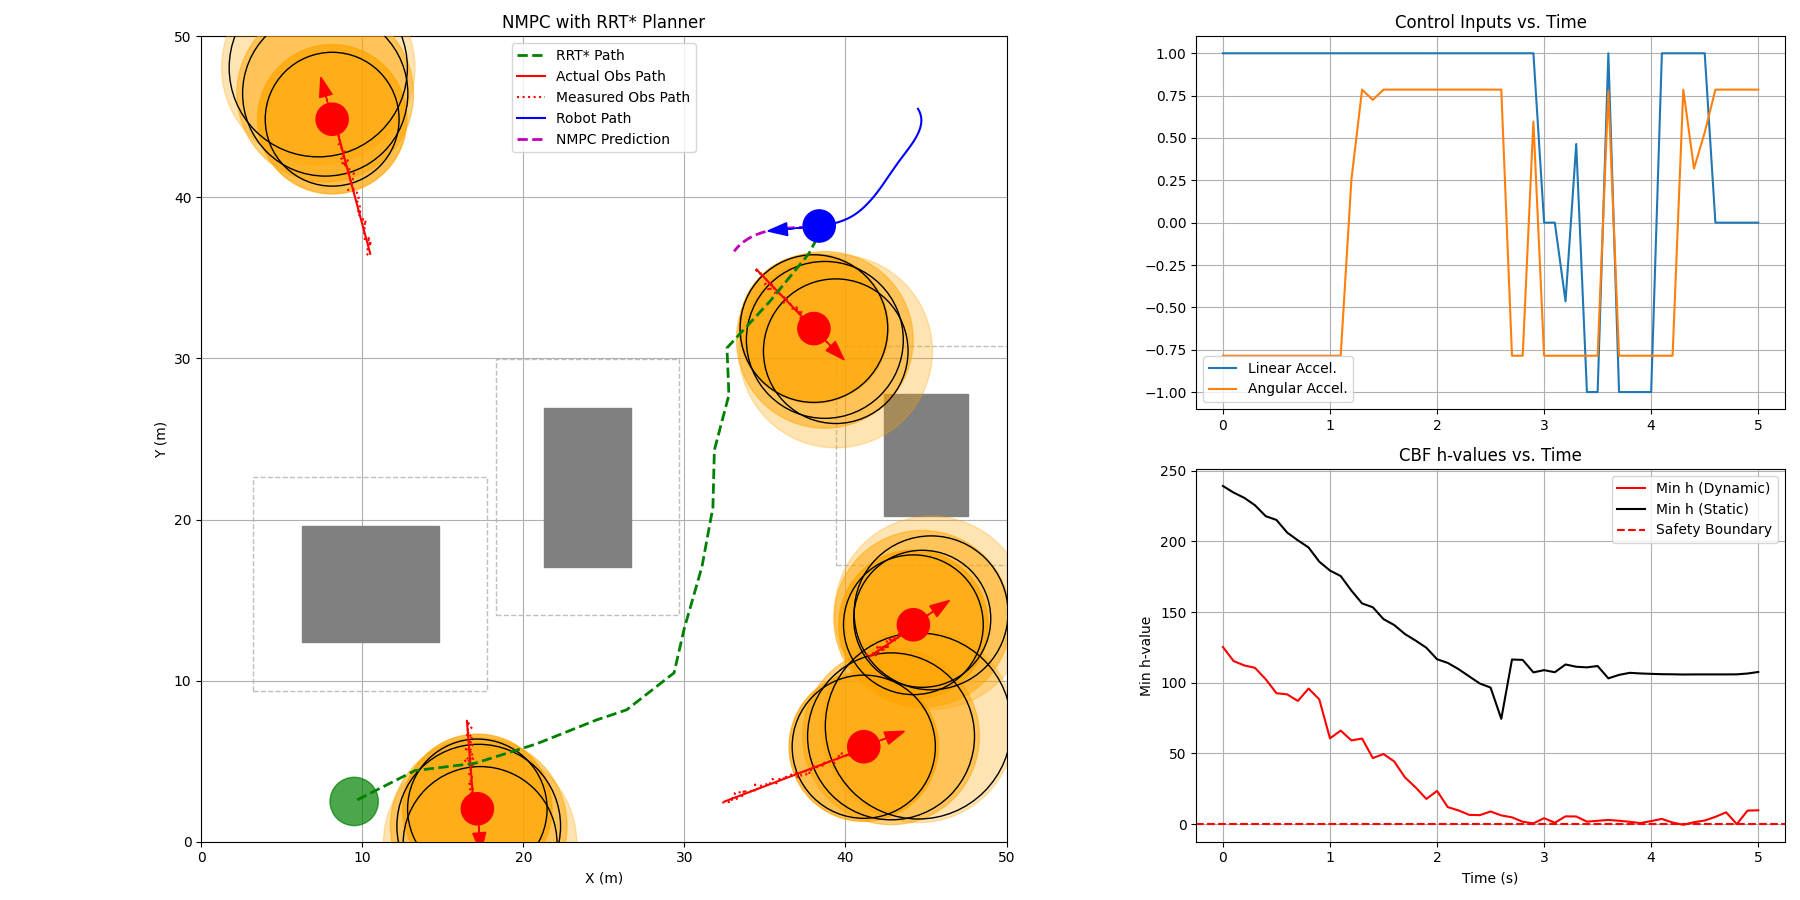 NMPC with RRT* Planner
RRT* Path
Actual Obs Path
Measured Obs Path
Robot Path
NMPC Prediction
50
40
30
20
10
0
Y (m)
0 10 20 30 40 50
X (m)
Control Inputs vs. Time
1.00
0.75
0.50
0.25
0.00
−0.25
−0.50
−0.75
−1.00
Linear Accel.
Angular Accel.
0 1 2 3 4 5
CBF h-values vs. Time
Min h (Dynamic)
Min h (Static)
Safety Boundary
250
200
150
100
50
0
Min h-value
0 1 2 3 4 5
Time (s)